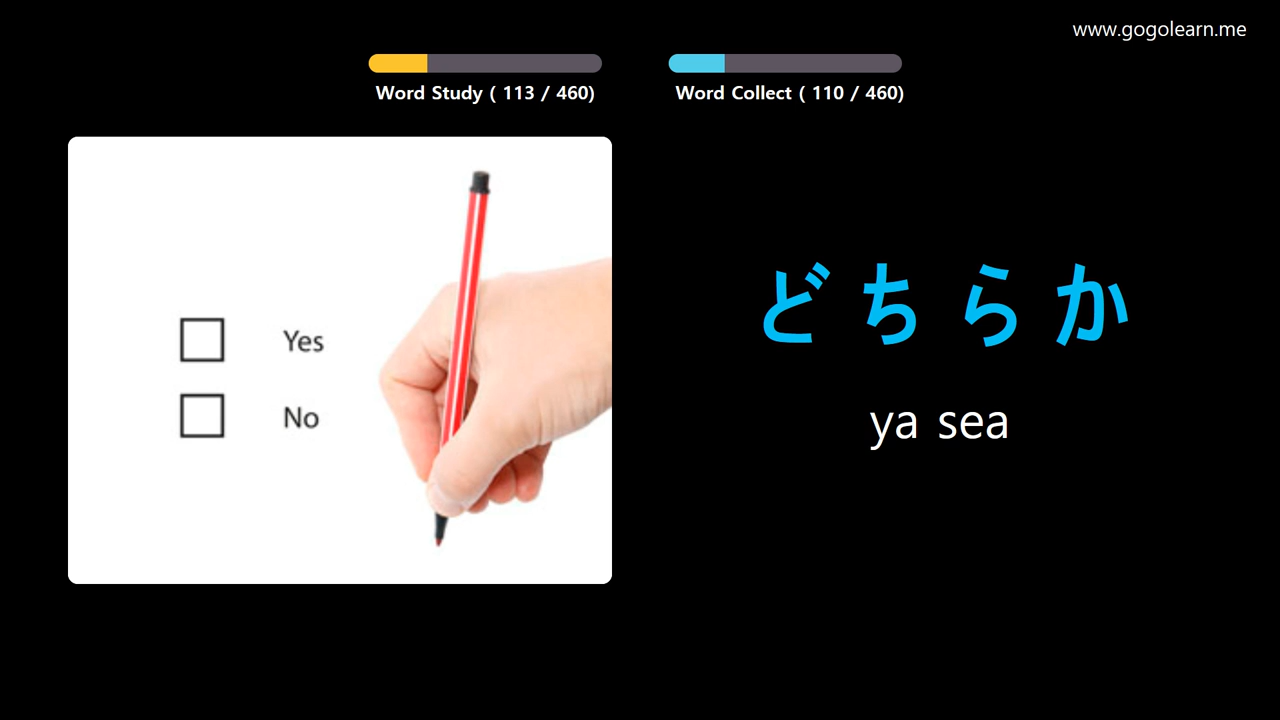 www.gogolearn.me
Word Study ( 113 / 460)
Word Collect ( 110 / 460)
Yes
No
どちらか
ya sea